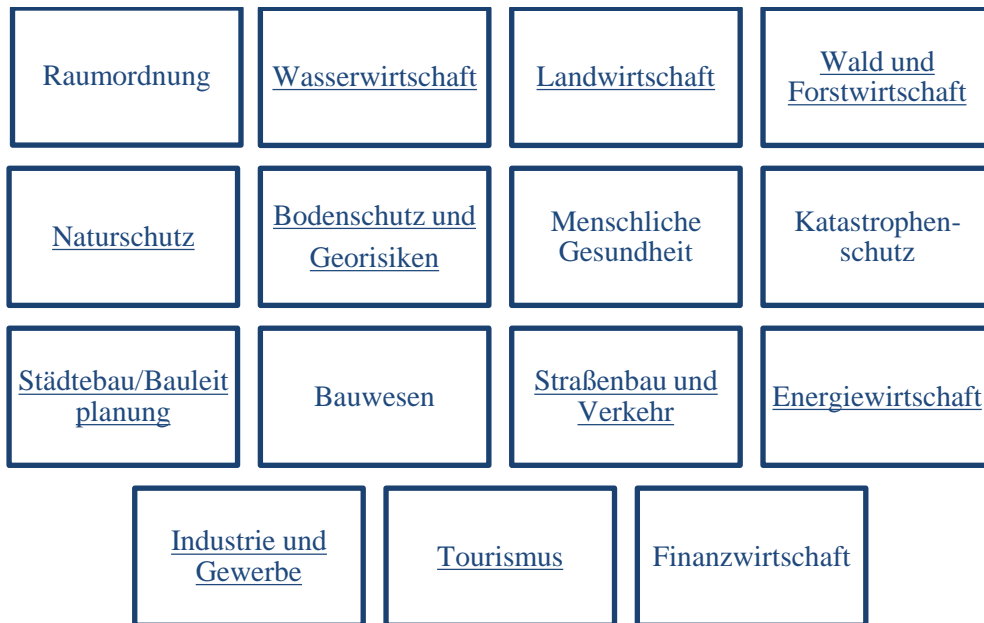 Raumordnung
Wasserwirtschaft
Landwirtschaft
Wald und
Forstwirtschaft
Naturschutz
Bodenschutz und
Georisiken
Menschliche
Gesundheit
Katastrophen-
schutz
Städtebau/Bauleit
planung
Bauwesen
Straßenbau und
Verkehr
Energiewirtschaft
Industrie und
Gewerbe
Tourismus
Finanzwirtschaft